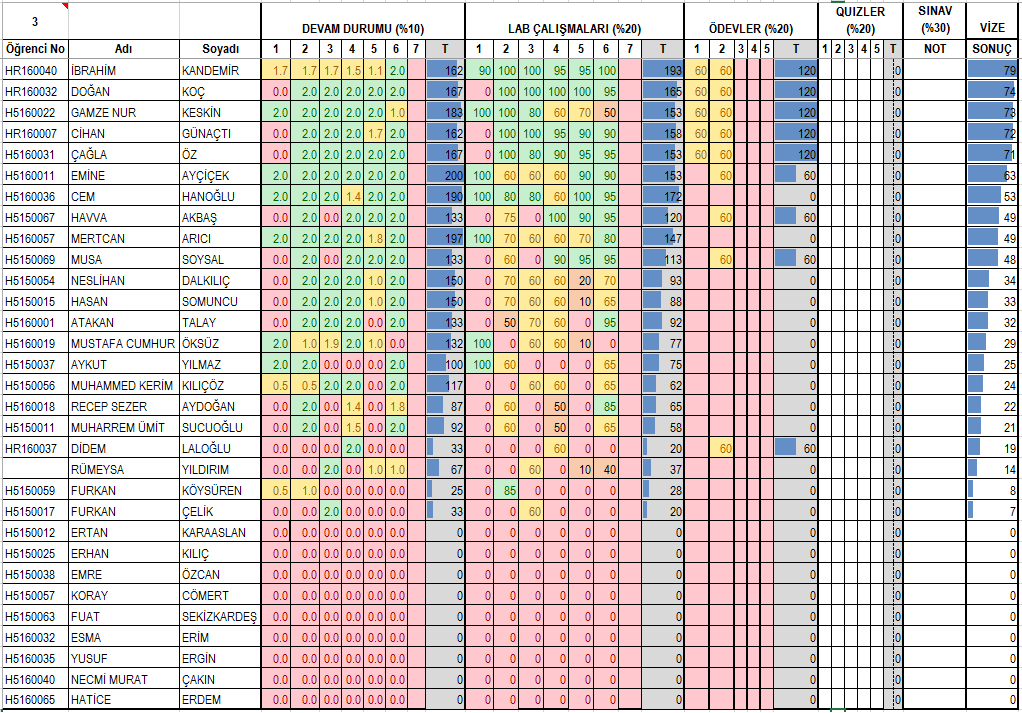 3 DEVAM DURUMU (%10) LAB ÇALIŞMALARI (%20) ÖDEVLER (%20) QUIZLER (%20) SINAV (%30) VİZE
Öğrenci No Adı Soyadı 1 2 3 4 5 6 7 T 1 2 3 4 5 6 7 T 1 2 3 4 5 T 1 2 3 4 5 T NOT SONUÇ
HR160040 İBRAHİM KANDEMİR 1.7 1.7 1.7 1.5 1.1 2.0 162 90 100 100 95 95 100 193 60 60 120 0 79
HR160032 DOĞAN KOÇ 0.0 2.0 2.0 2.0 2.0 2.0 167 0 100 100 100 100 95 165 60 60 120 0 74
H5160022 GAMZE NUR KESKİN 2.0 2.0 2.0 2.0 2.0 1.0 183 100 100 80 60 70 50 153 60 60 120 0 73
HR160007 CİHAN GÜNAÇTI 0.0 2.0 2.0 2.0 1.7 2.0 162 0 100 100 95 90 90 158 60 60 120 0 72
H5160031 ÇAĞLA ÖZ 0.0 2.0 2.0 2.0 2.0 2.0 167 0 100 80 90 95 95 153 60 60 120 0 71
H5160011 EMİNE AYÇİÇEK 2.0 2.0 2.0 2.0 2.0 2.0 200 100 60 60 60 90 90 153 60 60 0 63
H5160036 CEM HANOĞLU 2.0 2.0 2.0 1.4 2.0 2.0 190 100 80 80 60 100 95 172 0 0 53
H5150067 HAVVA AKBAŞ 0.0 2.0 0.0 2.0 2.0 2.0 133 0 75 0 100 90 95 120 60 60 0 49
H5160057 MERTCAN ARICI 2.0 2.0 2.0 2.0 1.8 2.0 197 100 70 60 60 70 80 147 0 0 49
H5150069 MUSA SOYSAL 0.0 2.0 0.0 2.0 2.0 2.0 133 0 60 0 90 95 95 113 60 60 0 48
H5150054 NESLİHAN DALKILIÇ 0.0 2.0 2.0 2.0 1.0 2.0 150 0 70 60 60 20 70 93 0 0 34
H5150015 HASAN SOMUNCU 0.0 2.0 2.0 2.0 1.0 2.0 150 0 70 60 60 10 65 88 0 0 33
H5160001 ATAKAN TALAY 0.0 2.0 2.0 2.0 0.0 2.0 133 0 50 70 60 0 95 92 0 0 32
H5160019 MUSTAFA CUMHUR ÖKSÜZ 2.0 1.0 1.9 2.0 1.0 0.0 132 100 0 60 60 10 0 77 0 0 29
H5150037 AYKUT YILMAZ 2.0 2.0 0.0 0.0 0.0 2.0 100 100 60 0 0 0 65 75 0 0 25
H5150056 MUHAMMED KERİM KILIÇÖZ 0.5 0.5 2.0 2.0 0.0 2.0 117 0 0 60 60 0 65 62 0 0 24
H5160018 RECEP SEZER AYDOĞAN 0.0 2.0 0.0 1.4 0.0 1.8 87 0 60 0 50 0 85 65 0 0 22
H5150011 MUHARREM ÜMİT SUCUOĞLU 0.0 2.0 0.0 1.5 0.0 2.0 92 0 60 0 50 0 65 58 0 0 21
HR160037 DİDEM LALOĞLU 0.0 0.0 0.0 2.0 0.0 0.0 33 0 0 0 60 0 0 20 60 60 0 19
RÜMEYSA YILDIRIM 0.0 0.0 2.0 0.0 1.0 1.0 67 0 0 60 0 10 40 37 0 0 14
H5150059 FURKAN KÖYSÜREN 0.5 1.0 0.0 0.0 0.0 0.0 25 0 85 0 0 0 0 28 0 0 8
H5150017 FURKAN ÇELİK 0.0 0.0 2.0 0.0 0.0 0.0 33 0 0 60 0 0 0 20 0 0 7
H5150012 ERTAN KARAASLAN 0.0 0.0 0.0 0.0 0.0 0.0 0 0 0 0 0 0 0 0 0 0 0
H5150025 ERHAN KILIÇ 0.0 0.0 0.0 0.0 0.0 0.0 0 0 0 0 0 0 0 0 0 0 0
H5150038 EMRE ÖZCAN 0.0 0.0 0.0 0.0 0.0 0.0 0 0 0 0 0 0 0 0 0 0 0
H5150057 KORAY CÖMERT 0.0 0.0 0.0 0.0 0.0 0.0 0 0 0 0 0 0 0 0 0 0 0
H5150063 FUAT SEKİZKARDEŞ 0.0 0.0 0.0 0.0 0.0 0.0 0 0 0 0 0 0 0 0 0 0 0
H5160032 ESMA ERİM 0.0 0.0 0.0 0.0 0.0 0.0 0 0 0 0 0 0 0 0 0 0 0
H5160035 YUSUF ERGİN 0.0 0.0 0.0 0.0 0.0 0.0 0 0 0 0 0 0 0 0 0 0 0
H5160040 NECMİ MURAT ÇAKIN 0.0 0.0 0.0 0.0 0.0 0.0 0 0 0 0 0 0 0 0 0 0 0
H5160065 HATİCE ERDEM 0.0 0.0 0.0 0.0 0.0 0.0 0 0 0 0 0 0 0 0 0 0 0